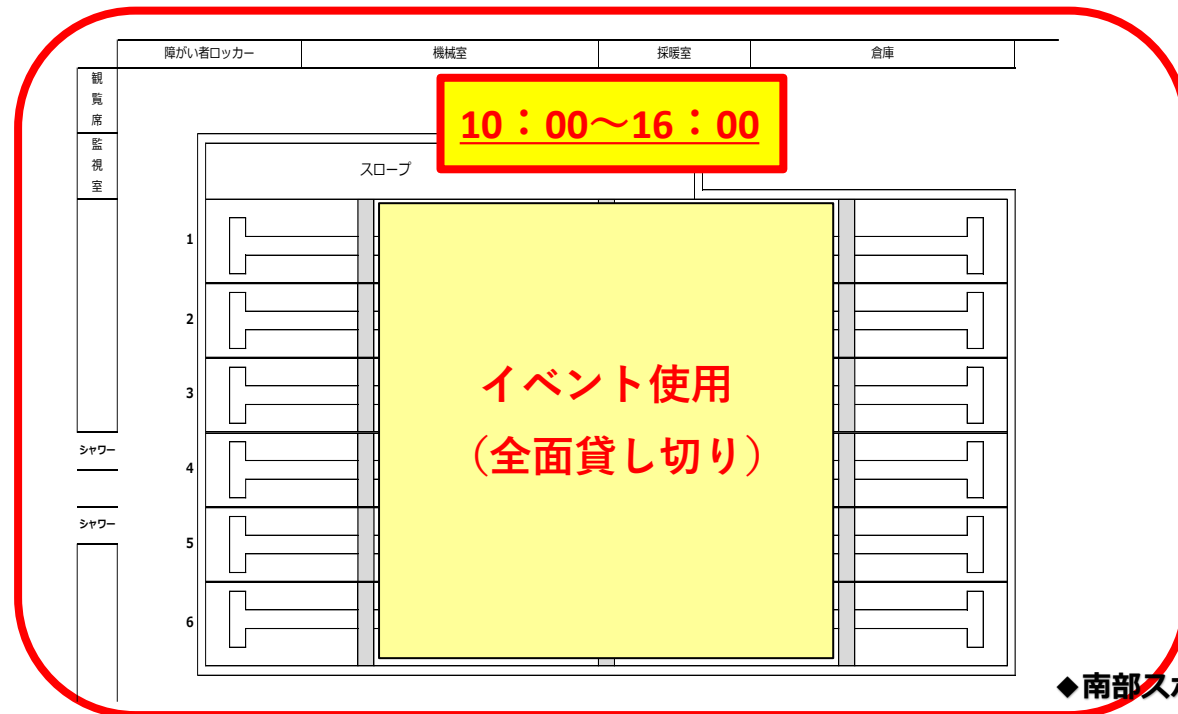 障がい者ロッカー
機械室
採暖室
倉庫
観覧席
監視室
10：00～16：00
スロープ
1
2
3
4
5
6
イベント使用
（全面貸し切り）
シャワー
シャワー
◆南部スポ